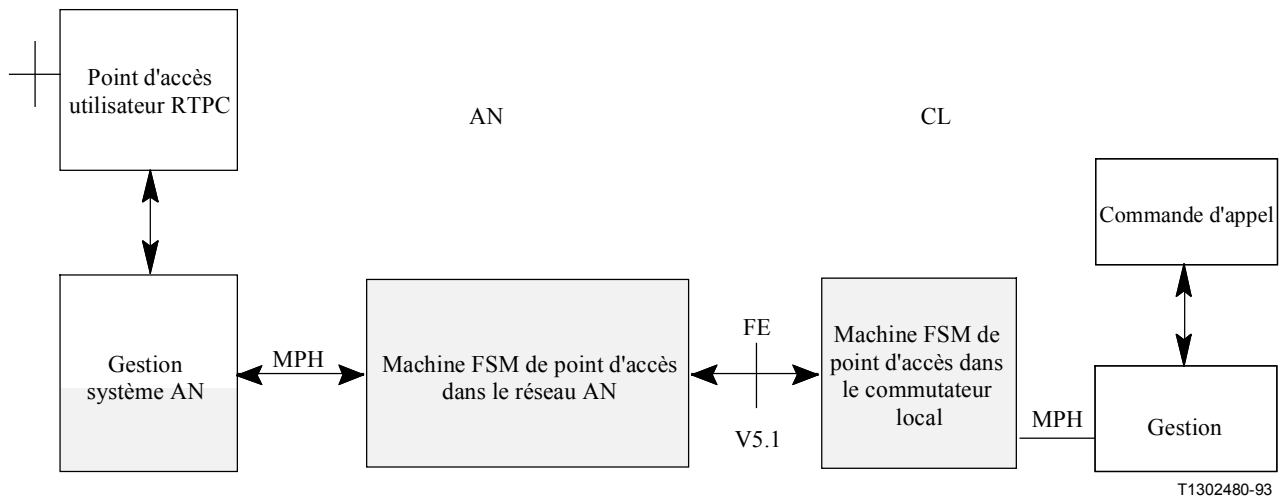 Point d'accès
utilisateur RTPC
AN
CL
Commande d'appel
Gestion
système AN
MPH
Machine FSM de point d'accès
dans le réseau AN
FE
V5.1
Machine FSM de
point d'accès dans
le commutateur
local
MPH
Gestion
T1302480-93